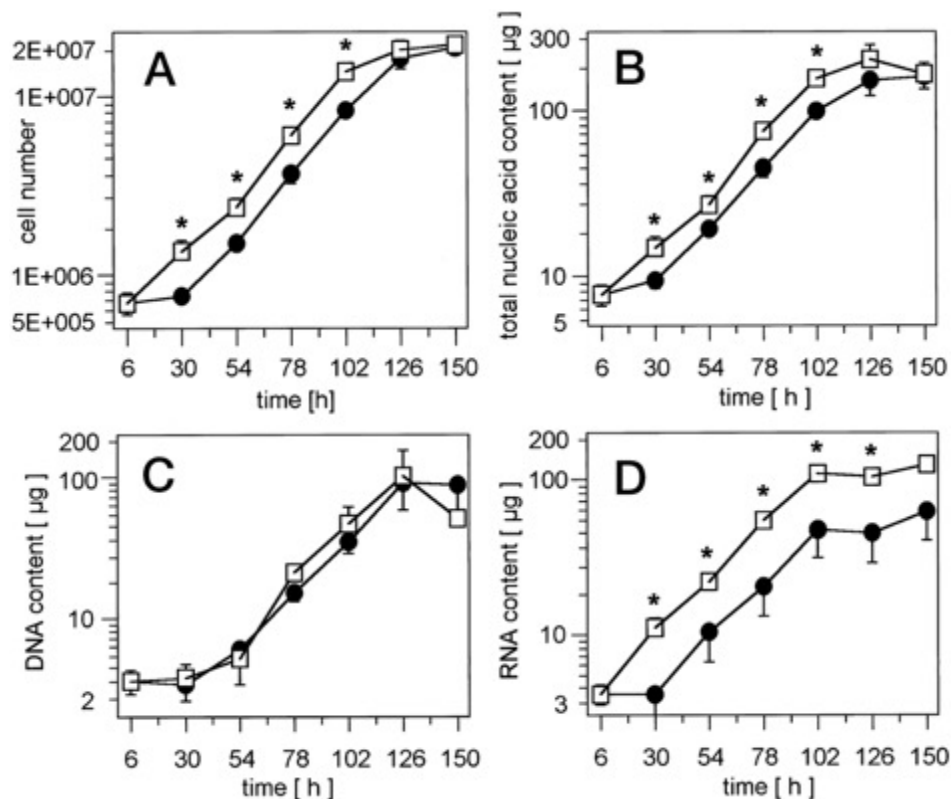 A
cell number
2E+007
1E+007
1E+006
5E+005
* * * * *
6 30 54 78 102 126 150
time [h]
B
total nucleic acid content [ µg ]
300
100
10
5
* * * * *
6 30 54 78 102 126 150
time [ h ]
C
DNA content [ µg ]
200
100
10
2
6 30 54 78 102 126 150
time [ h ]
D
RNA content [ µg ]
200
100
10
3
* * * * * *
6 30 54 78 102 126 150
time [ h ]